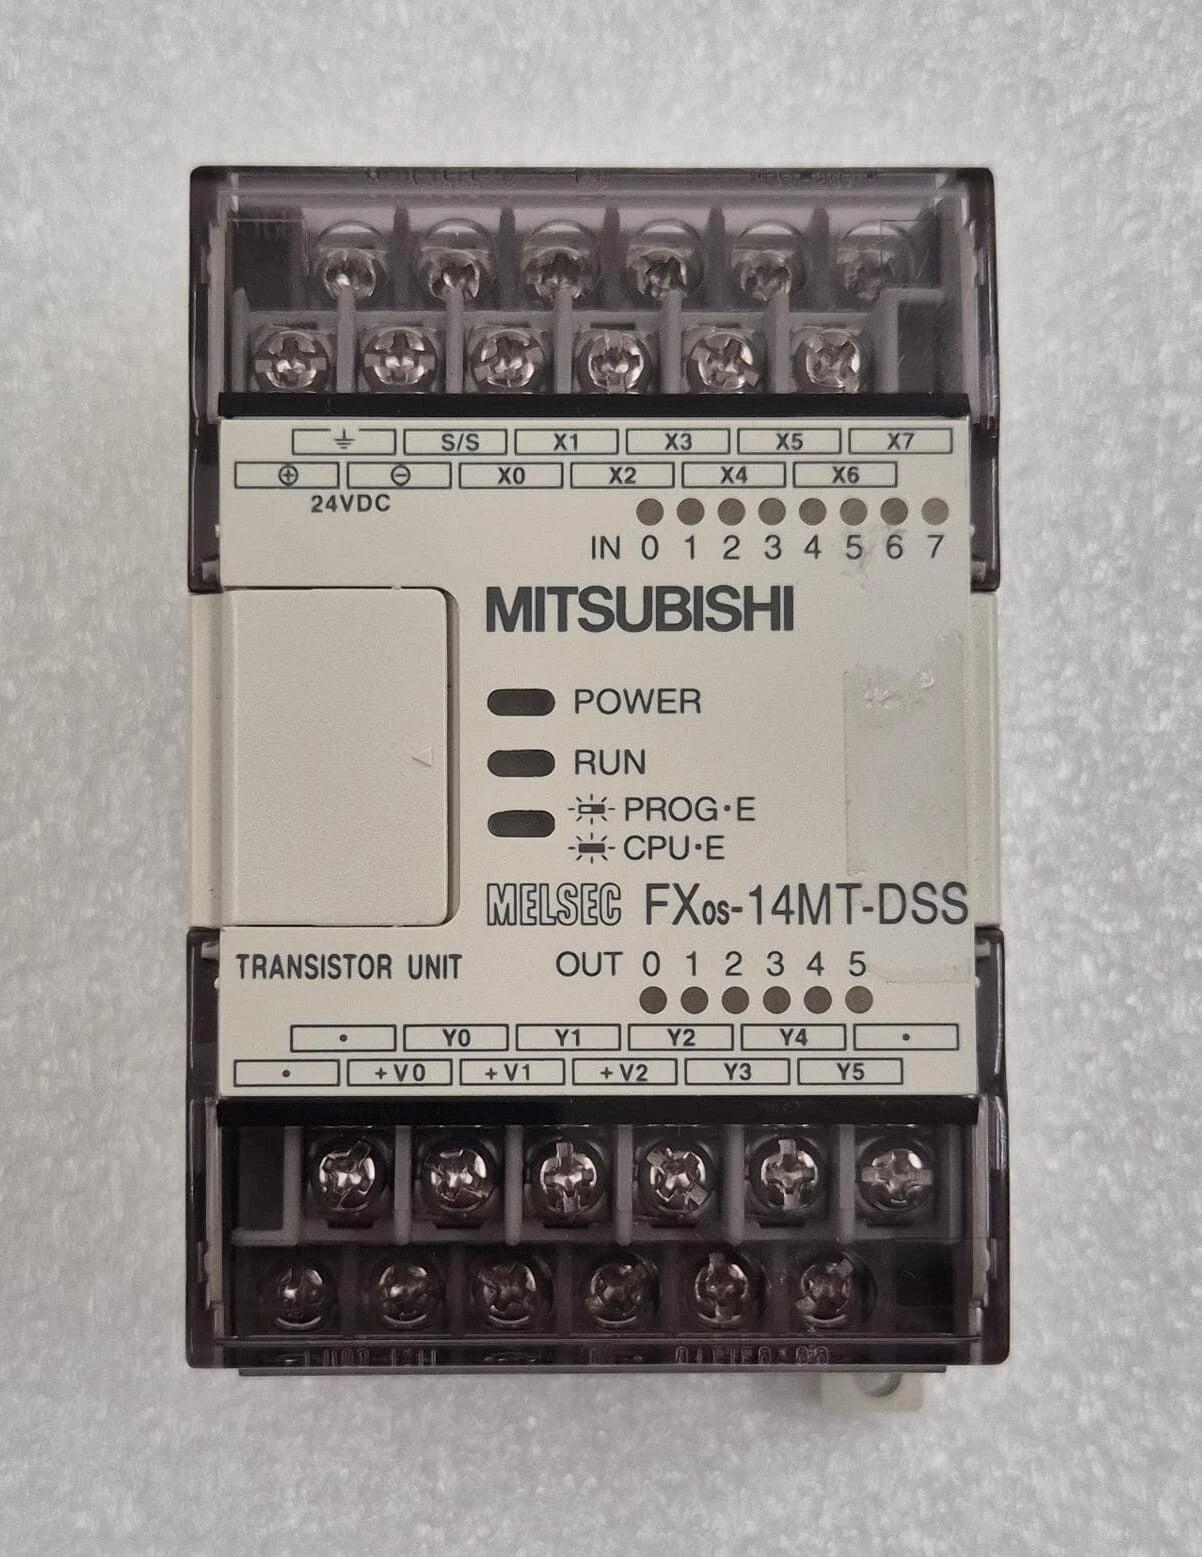 S/S X1 X3 X5 X7
⊕ ⊖ X0 X2 X4 X6
24VDC
IN 0 1 2 3 4 5 6 7
MITSUBISHI
POWER
RUN
PROG·E
CPU·E
MELSEC FX0S-14MT-DSS
TRANSISTOR UNIT OUT 0 1 2 3 4 5
• Y0 Y1 Y2 Y4 •
• +V0 +V1 +V2 Y3 Y5